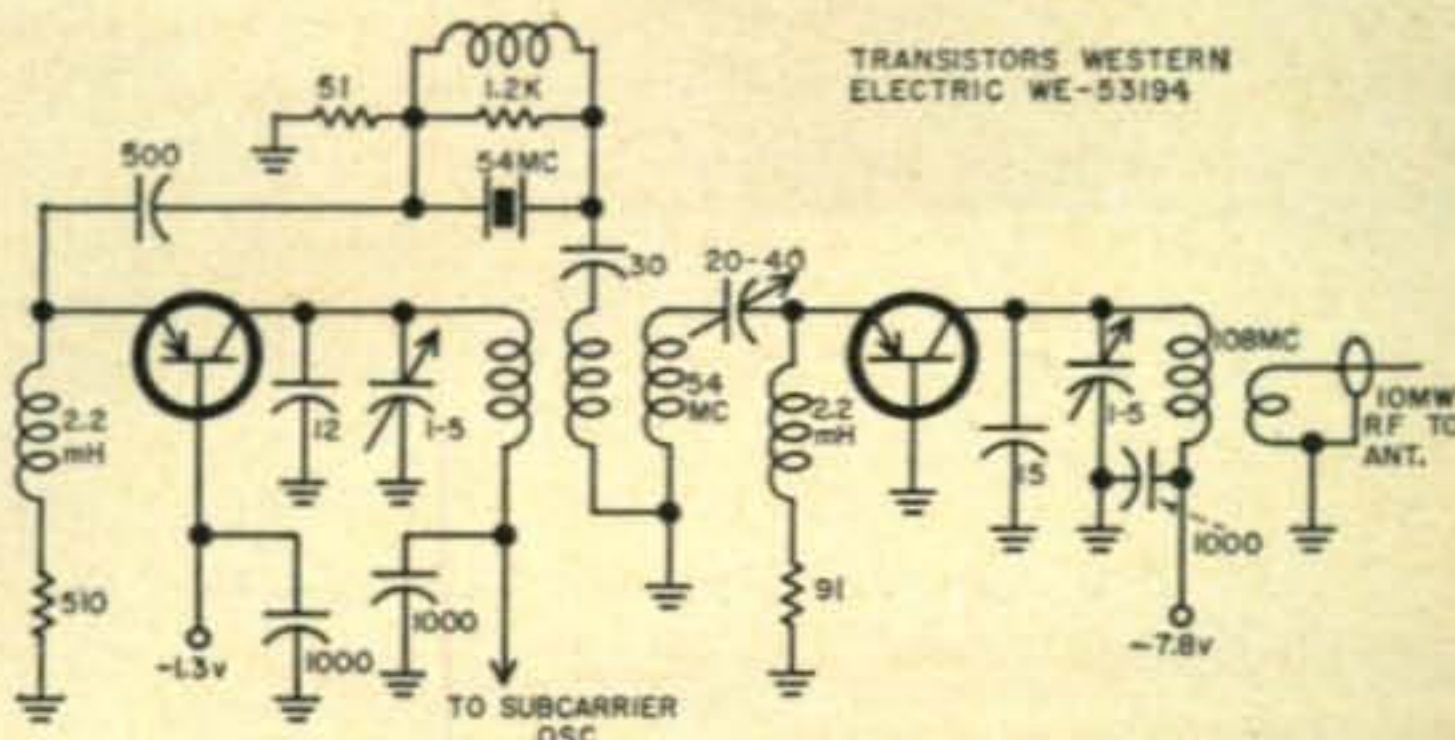 TRANSISTORS WESTERN
ELECTRIC WE-53194
51
1.2K
500
54MC
30
20-40
108MC
2.2
mH
12
1-5
54
MC
2.2
mH
15
1-5
10MW
RF TO
ANT.
1000
510
-1.3v
1000
1000
91
-7.8v
TO SUBCARRIER
OSC